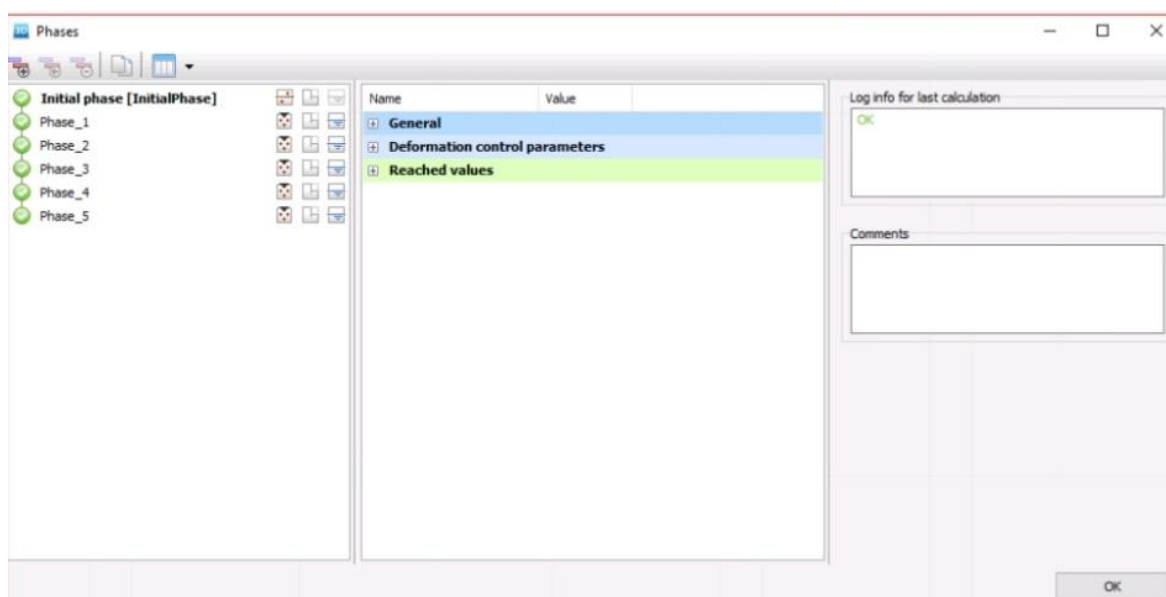 3D Phases
Initial phase [InitialPhase]
Phase_1
Phase_2
Phase_3
Phase_4
Phase_5
Name Value
General
Deformation control parameters
Reached values
Log info for last calculation
OK
Comments
OK